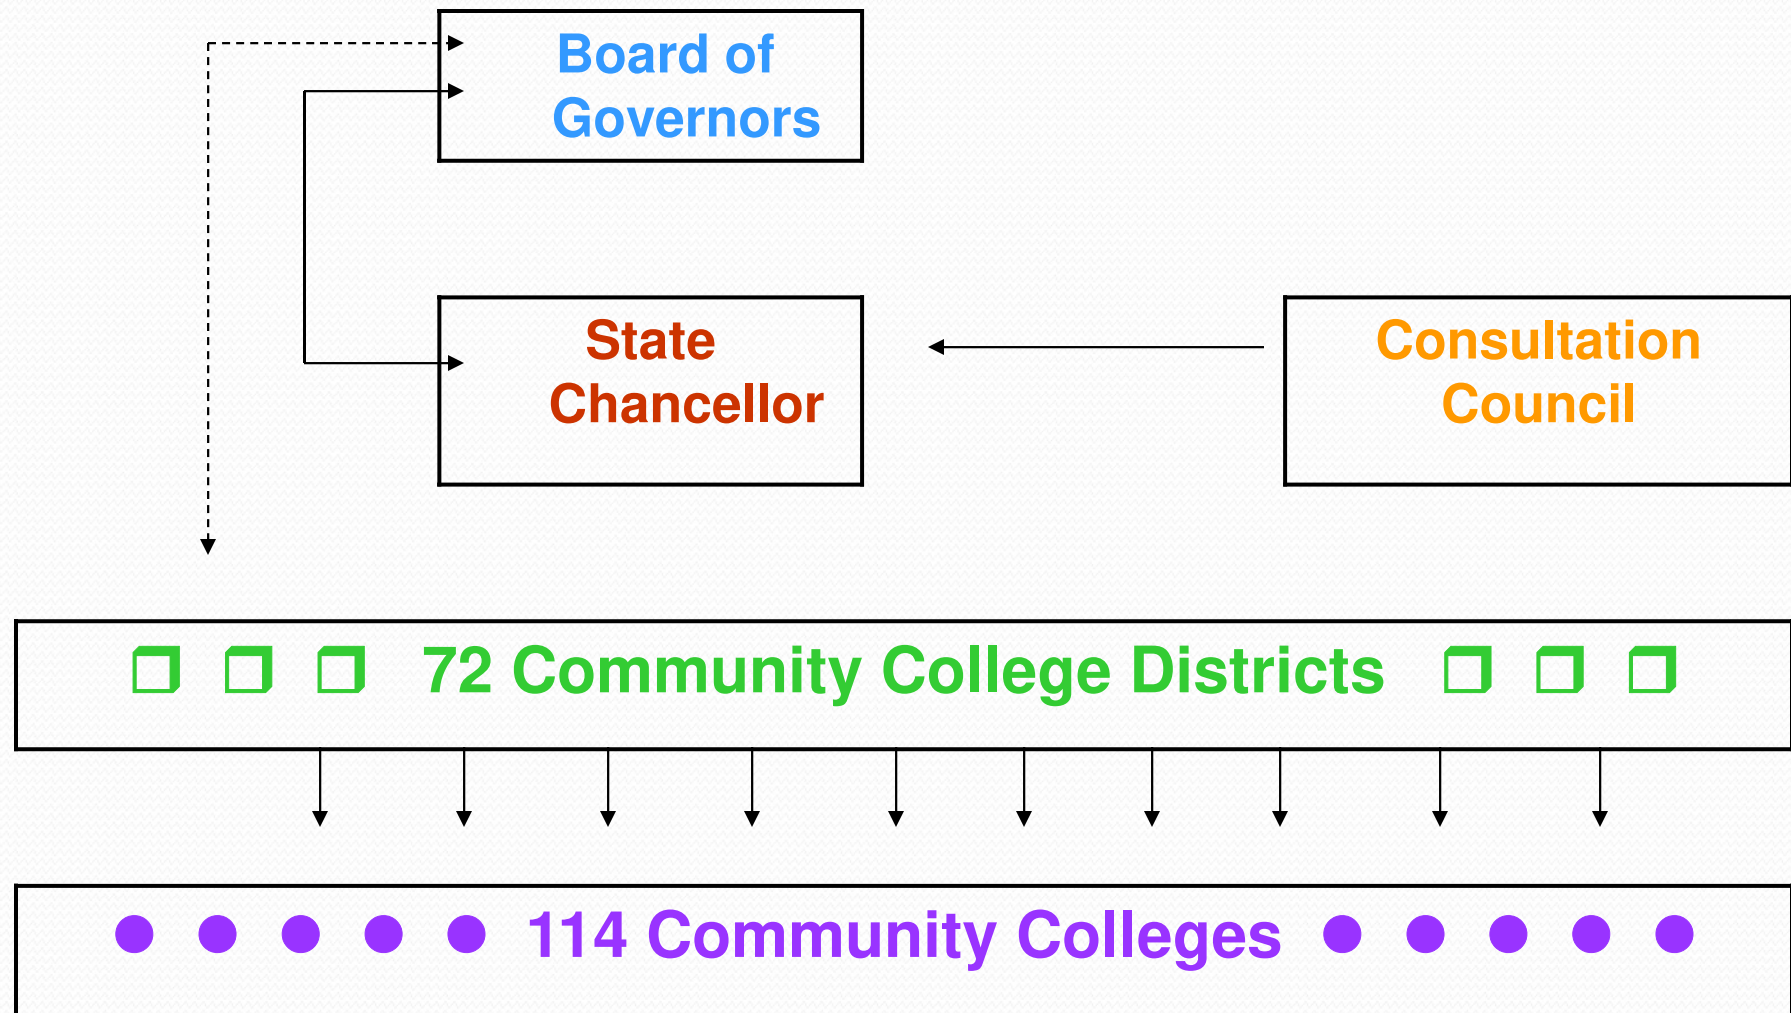 Board of
Governors
State
Chancellor
Consultation
Council
❒ ❒ ❒ 72 Community College Districts ❒ ❒ ❒
● ● ● ● ● 114 Community Colleges ● ● ● ● ●